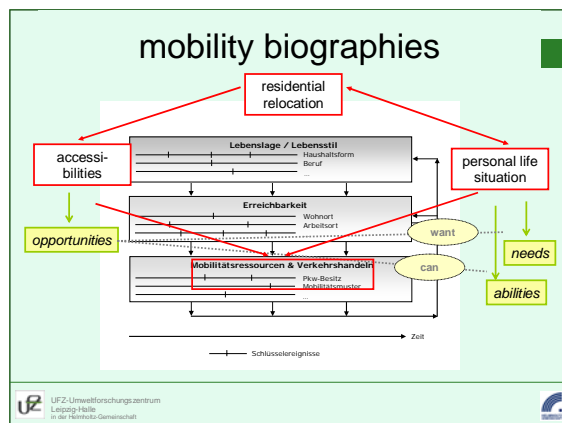 mobility biographies
residential
relocation
Lebenslage / Lebensstil
Haushaltsform
Beruf
...
accessi-
bilities
personal life
situation
Erreichbarkeit
Wohnort
Arbeitsort
...
opportunities
want
needs
can
Mobilitätsressourcen & Verkehrshandeln
Pkw-Besitz
Mobilitätsmuster
...
abilities
Zeit
Schlüsselereignisse
UFZ
UFZ-Umweltforschungszentrum
Leipzig-Halle
in der Helmholtz-Gemeinschaft